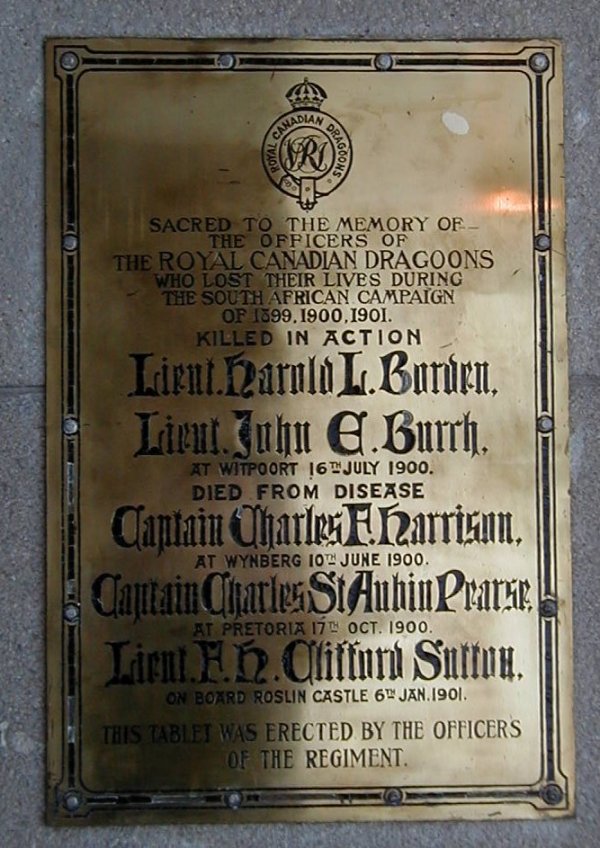 ROYAL CANADIAN DRAGOONS
VRI
SACRED TO THE MEMORY OF
THE OFFICERS OF
THE ROYAL CANADIAN DRAGOONS
WHO LOST THEIR LIVES DURING
THE SOUTH AFRICAN CAMPAIGN
OF 1899, 1900, 1901.
KILLED IN ACTION
Lieut. Harold L. Borden,
Lieut. John E. Burch,
AT WITPOORT 16TH JULY 1900.
DIED FROM DISEASE
Captain Charles F. Harrison,
AT WYNBERG 10TH JUNE 1900.
Captain Charles St Aubin Pearse,
AT PRETORIA 17TH OCT. 1900.
Lieut. F. H. Clifford Sutton,
ON BOARD ROSLIN CASTLE 6TH JAN. 1901.
THIS TABLET WAS ERECTED BY THE OFFICERS
OF THE REGIMENT.